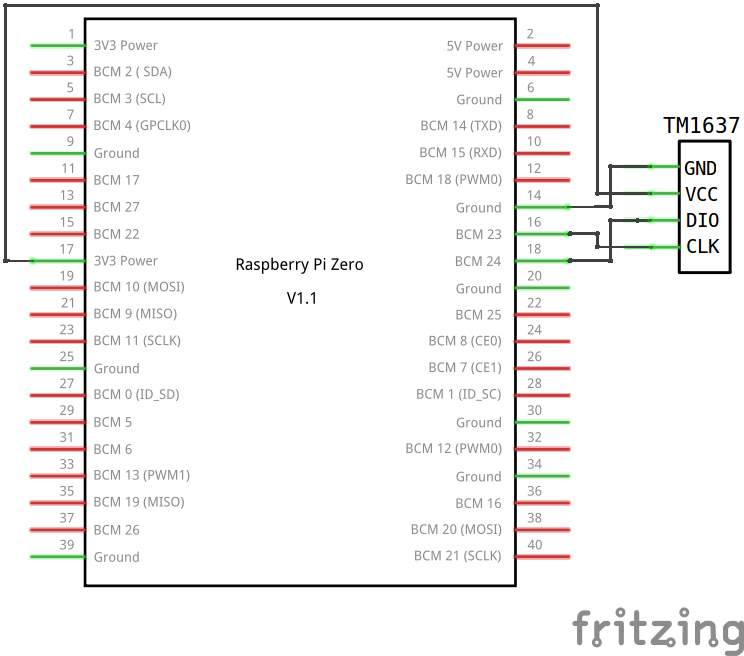 1 3V3 Power
3 BCM 2 ( SDA)
5 BCM 3 (SCL)
7 BCM 4 (GPCLK0)
9 Ground
11 BCM 17
13 BCM 27
15 BCM 22
17 3V3 Power
19 BCM 10 (MOSI)
21 BCM 9 (MISO)
23 BCM 11 (SCLK)
25 Ground
27 BCM 0 (ID_SD)
29 BCM 5
31 BCM 6
33 BCM 13 (PWM1)
35 BCM 19 (MISO)
37 BCM 26
39 Ground
Raspberry Pi Zero
V1.1
2 5V Power
4 5V Power
6 Ground
8 BCM 14 (TXD)
10 BCM 15 (RXD)
12 BCM 18 (PWM0)
14 Ground
16 BCM 23
18 BCM 24
20 Ground
22 BCM 25
24 BCM 8 (CE0)
26 BCM 7 (CE1)
28 BCM 1 (ID_SC)
30 Ground
32 BCM 12 (PWM0)
34 Ground
36 BCM 16
38 BCM 20 (MOSI)
40 BCM 21 (SCLK)
TM1637
GND
VCC
DIO
CLK
fritzing